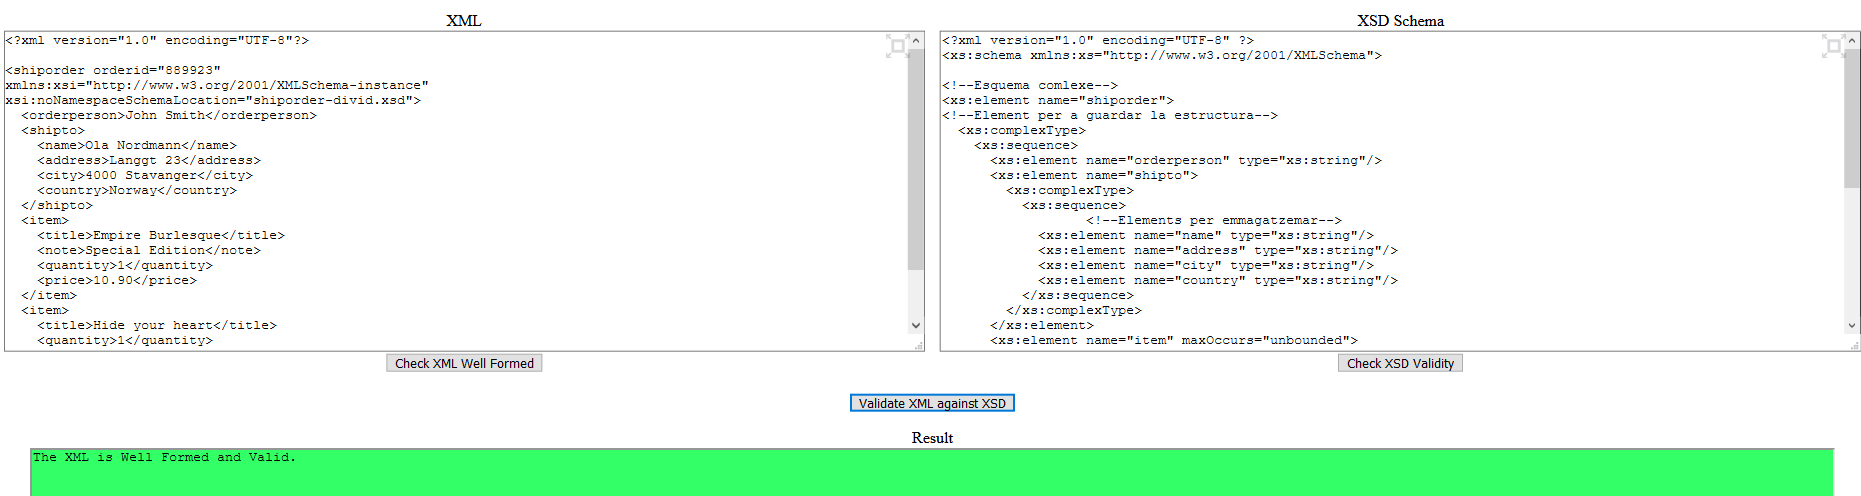 XML
<?xml version="1.0" encoding="UTF-8"?>
<shiporder orderid="889923"
xmlns:xsi="http://www.w3.org/2001/XMLSchema-instance"
xsi:noNamespaceSchemaLocation="shiporder-divid.xsd">
<orderperson>John Smith</orderperson>
<shipto>
<name>Ola Nordmann</name>
<address>Langgt 23</address>
<city>4000 Stavanger</city>
<country>Norway</country>
</shipto>
<item>
<title>Empire Burlesque</title>
<note>Special Edition</note>
<quantity>1</quantity>
<price>10.90</price>
</item>
<item>
<title>Hide your heart</title>
<quantity>1</quantity>
Check XML Well Formed
XSD Schema
<?xml version="1.0" encoding="UTF-8" ?>
<xs:schema xmlns:xs="http://www.w3.org/2001/XMLSchema">
<!--Esquema comlexe-->
<xs:element name="shiporder">
<!--Element per a guardar la estructura-->
<xs:complexType>
<xs:sequence>
<xs:element name="orderperson" type="xs:string"/>
<xs:element name="shipto">
<xs:complexType>
<xs:sequence>
<!--Elements per emmagatzemar-->
<xs:element name="name" type="xs:string"/>
<xs:element name="address" type="xs:string"/>
<xs:element name="city" type="xs:string"/>
<xs:element name="country" type="xs:string"/>
</xs:sequence>
</xs:complexType>
</xs:element>
<xs:element name="item" maxOccurs="unbounded">
Check XSD Validity
Validate XML against XSD
Result
The XML is Well Formed and Valid.